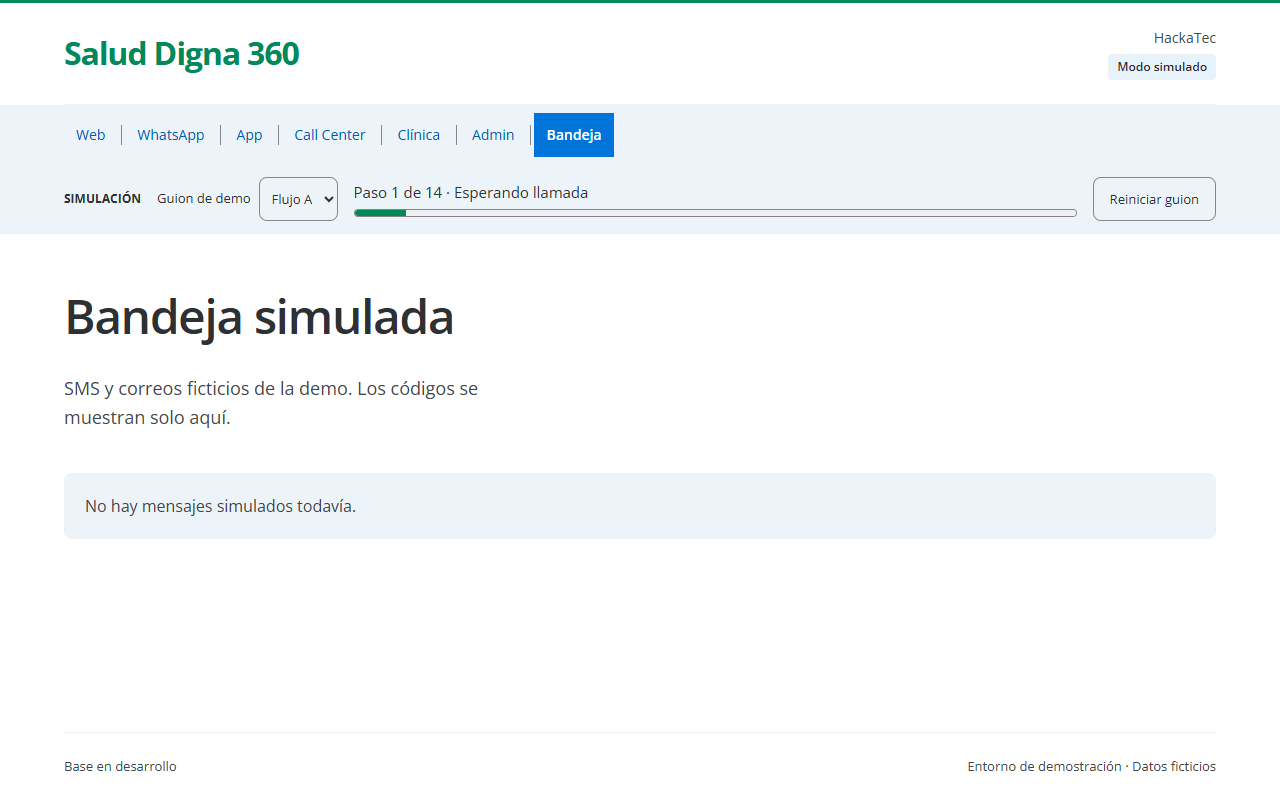 Salud Digna 360
HackaTec
Modo simulado
Web
WhatsApp
App
Call Center
Clínica
Admin
Bandeja
SIMULACIÓN
Guion de demo
Flujo A
Paso 1 de 14 · Esperando llamada
Reiniciar guion
Bandeja simulada
SMS y correos ficticios de la demo. Los códigos se
muestran solo aquí.
No hay mensajes simulados todavía.
Base en desarrollo
Entorno de demostración · Datos ficticios